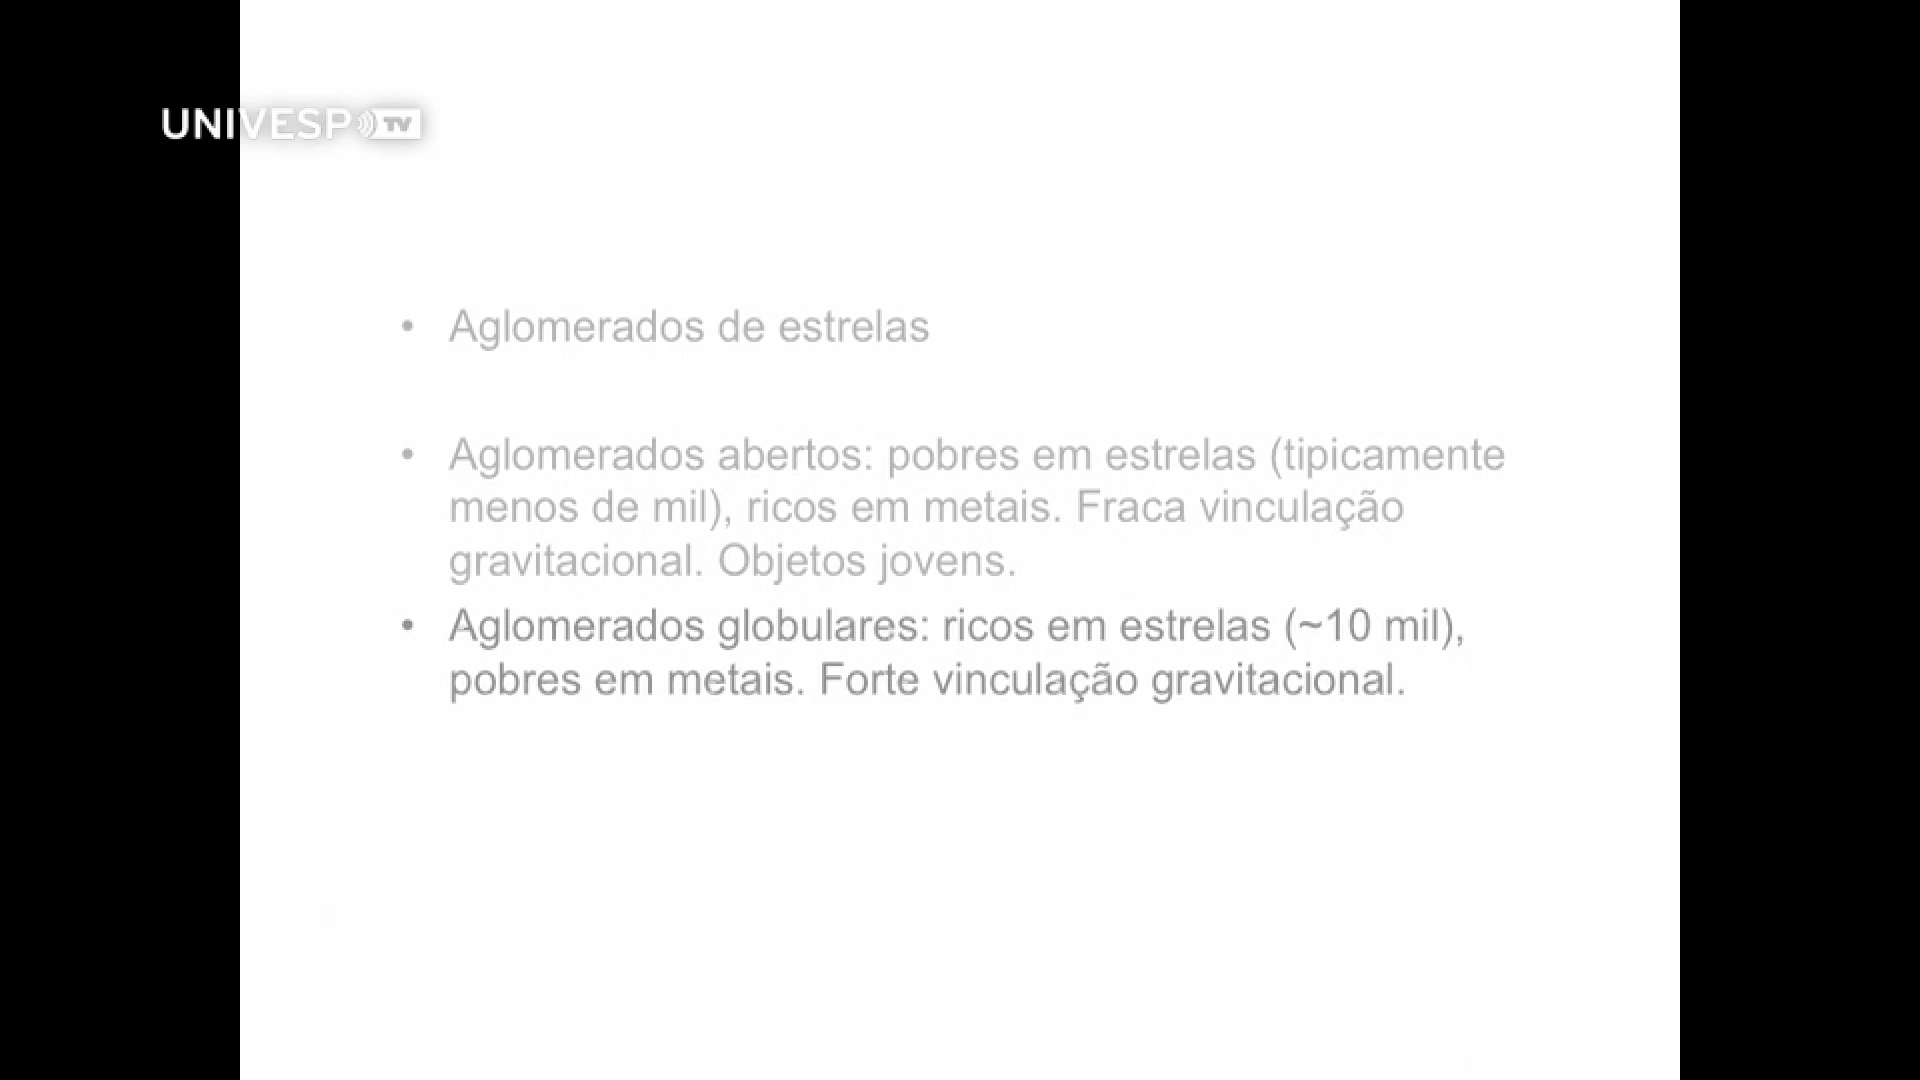 UNIVESP TV
• Aglomerados de estrelas
• Aglomerados abertos: pobres em estrelas (tipicamente
menos de mil), ricos em metais. Fraca vinculação
gravitacional. Objetos jovens.
• Aglomerados globulares: ricos em estrelas (~10 mil),
pobres em metais. Forte vinculação gravitacional.